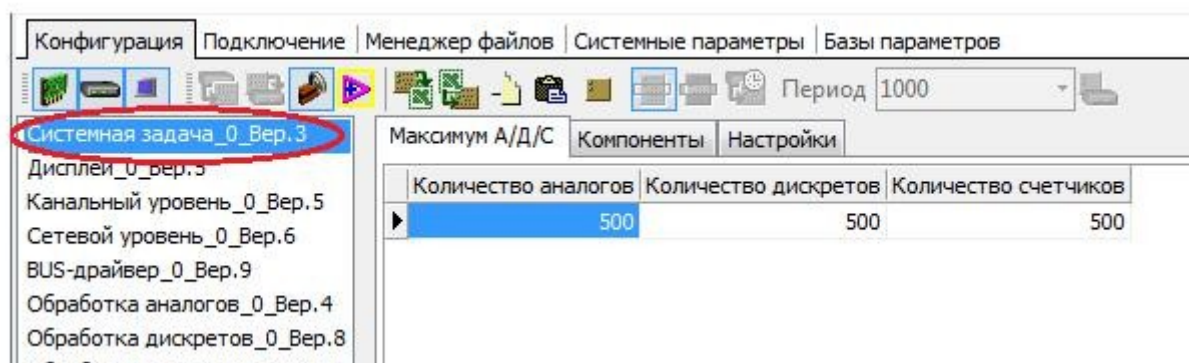 Конфигурация Подключение Менеджер файлов Системные параметры Базы параметров
Период 1000
Системная задача_0_Вер.3
Дисплей_0_Вер.5
Канальный уровень_0_Вер.5
Сетевой уровень_0_Вер.6
BUS-драйвер_0_Вер.9
Обработка аналогов_0_Вер.4
Обработка дискретов_0_Вер.8
Максимум А/Д/С Компоненты Настройки
Количество аналогов Количество дискретов Количество счетчиков
500 500 500